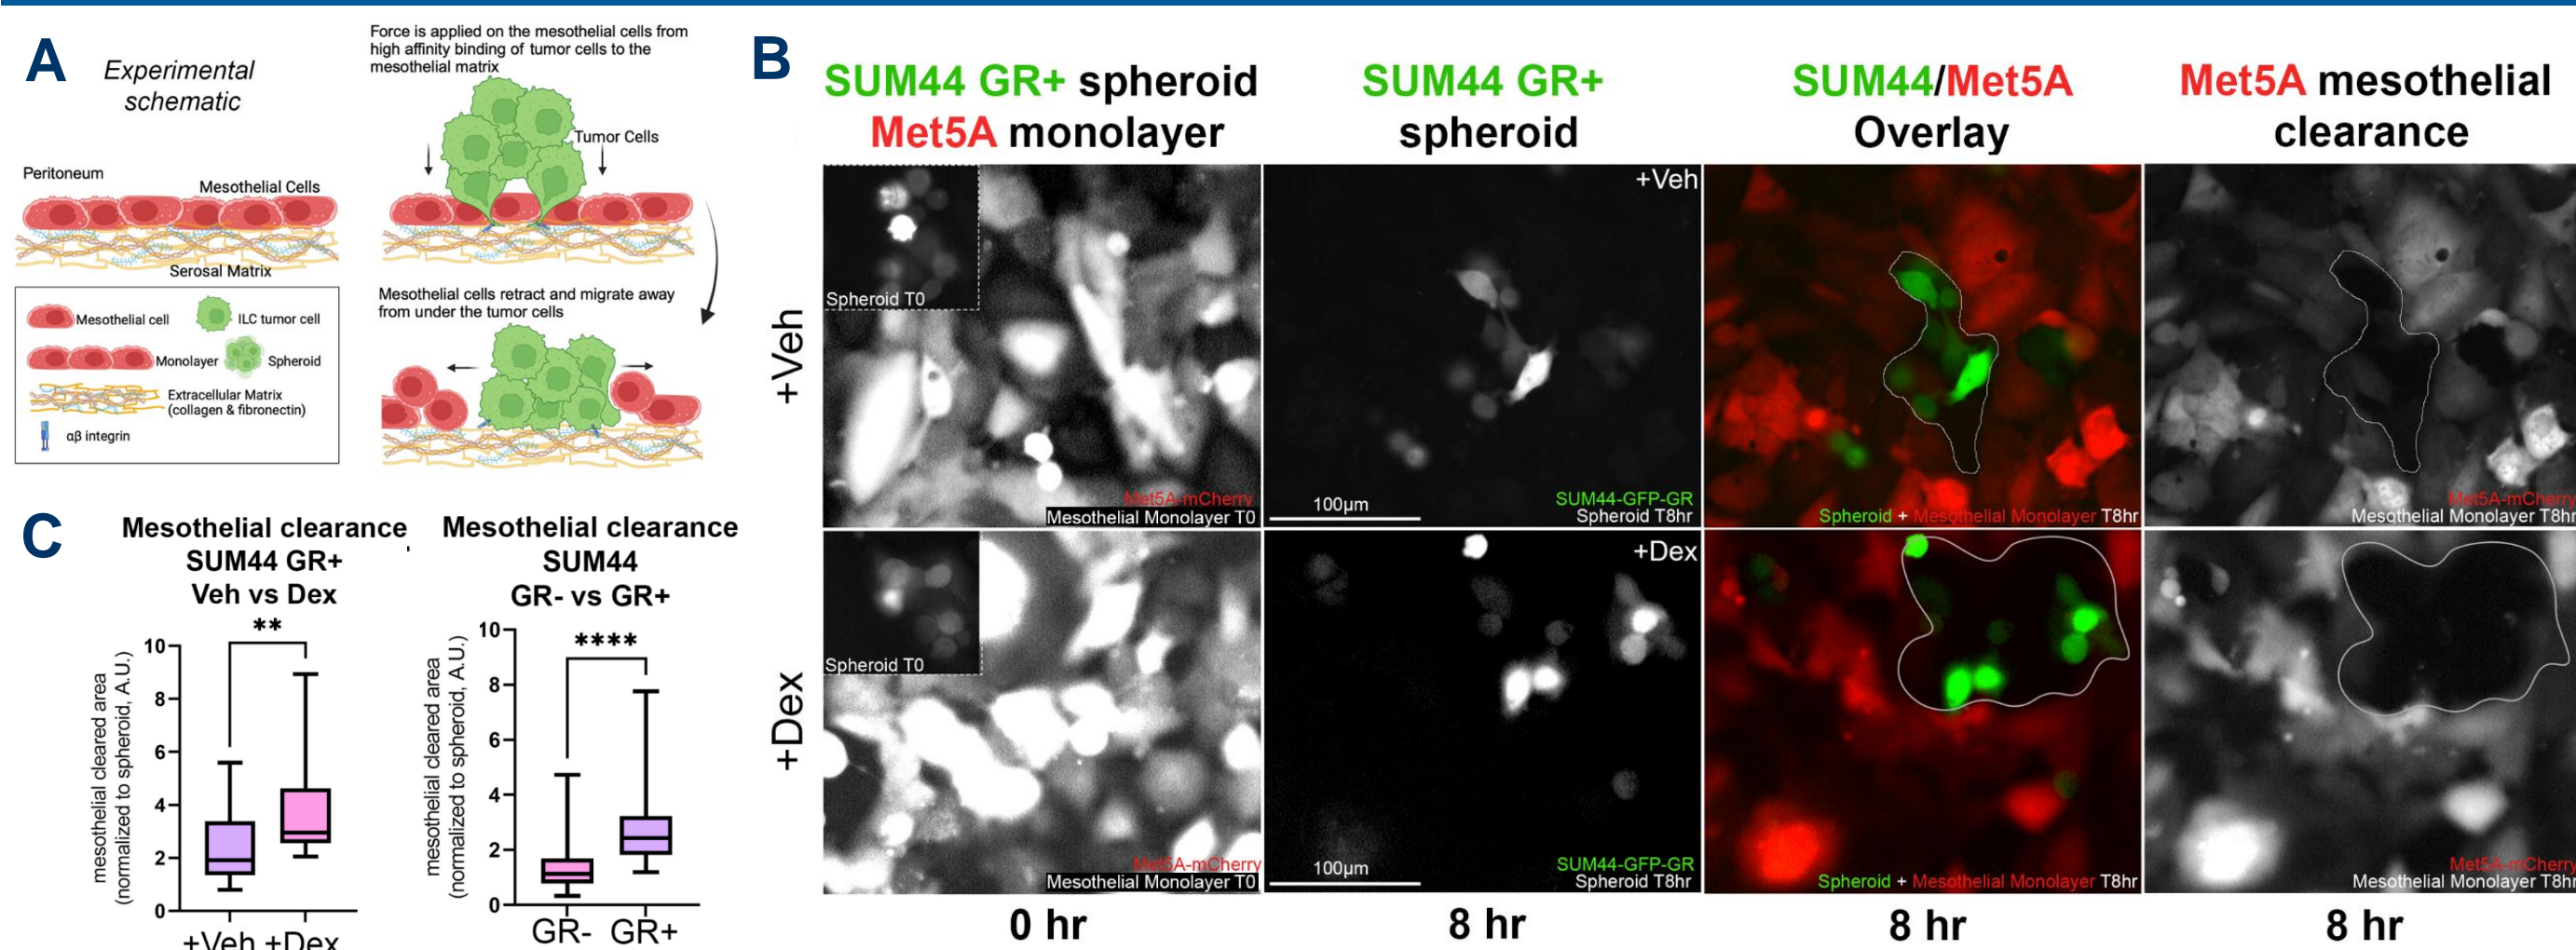 A
Experimental
schematic
Peritoneum
Mesothelial Cells
Serosal Matrix
Mesothelial cell
ILC tumor cell
Monolayer
Spheroid
Extracellular Matrix
(collagen & fibronectin)
αβ integrin
Force is applied on the mesothelial cells from
high affinity binding of tumor cells to the
mesothelial matrix
Tumor Cells
Mesothelial cells retract and migrate away
from under the tumor cells
B
SUM44 GR+ spheroid
Met5A monolayer
SUM44 GR+
spheroid
SUM44/Met5A
Overlay
Met5A mesothelial
clearance
+Veh
Spheroid T0
Met5A-mCherry
Mesothelial Monolayer T0
+Veh
100µm
SUM44-GFP-GR
Spheroid T8hr
Spheroid + Mesothelial Monolayer T8hr
Met5A-mCherry
Mesothelial Monolayer T8hr
+Dex
Spheroid T0
Met5A-mCherry
Mesothelial Monolayer T0
+Dex
100µm
SUM44-GFP-GR
Spheroid T8hr
Spheroid + Mesothelial Monolayer T8hr
Met5A-mCherry
Mesothelial Monolayer T8hr
0 hr
8 hr
8 hr
8 hr
C
Mesothelial clearance
SUM44 GR+
Veh vs Dex
**
mesothelial cleared area
(normalized to spheroid, A.U.)
10
8
6
4
2
0
+Veh +Dex
Mesothelial clearance
SUM44
GR- vs GR+
****
mesothelial cleared area
(normalized to spheroid, A.U.)
10
8
6
4
2
0
GR- GR+